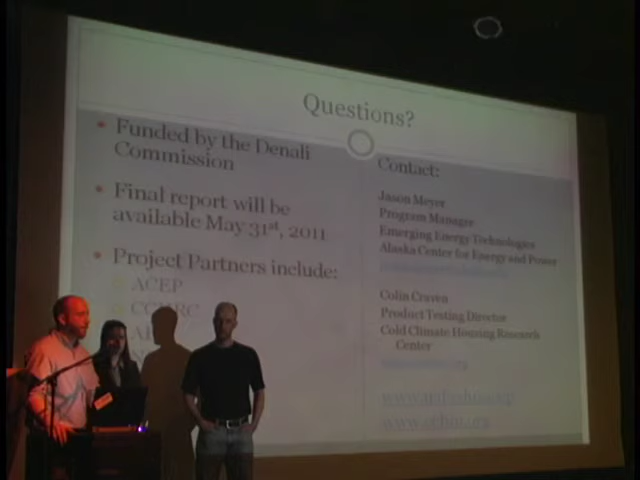 Questions?
Funded by the Denali
Commission
Final report will be
available May 31st, 2011
Project Partners include:
ACEP
Contact:
Jason Meyer
Program Manager
Emerging Energy Technologies
Alaska Center for Energy and Power
Colin Craven
Product Testing Director
Cold Climate Housing Research
Center